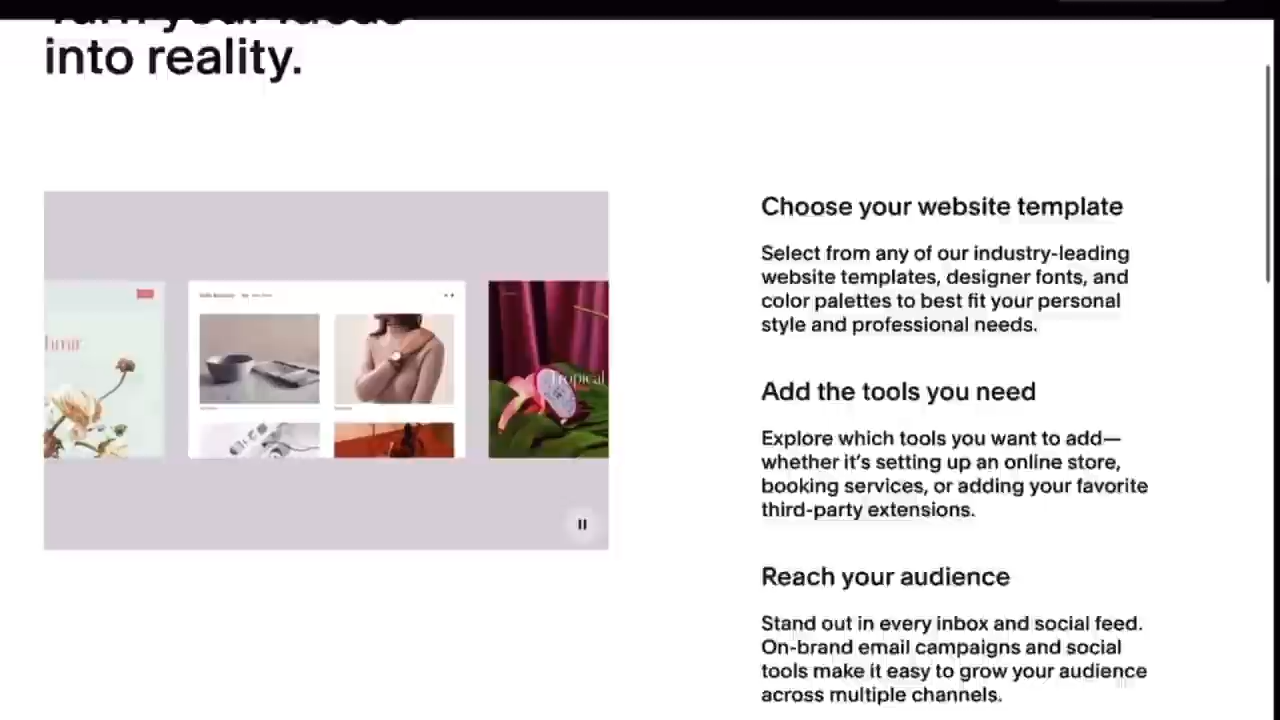 into reality.
Choose your website template
Select from any of our industry-leading
website templates, designer fonts, and
color palettes to best fit your personal
style and professional needs.
Add the tools you need
Explore which tools you want to add—
whether it’s setting up an online store,
booking services, or adding your favorite
third-party extensions.
Reach your audience
Stand out in every inbox and social feed.
On-brand email campaigns and social
tools make it easy to grow your audience
across multiple channels.
Tropical